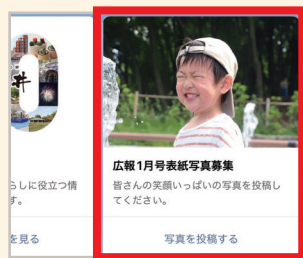 井
らしに役立つ情
す。
を見る
広報1月号表紙写真募集
皆さんの笑顔いっぱいの写真を投稿し
てください。
写真を投稿する